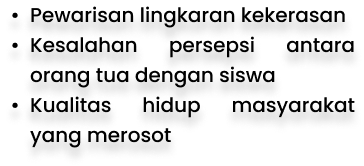 • Pewarisan lingkaran kekerasan
• Kesalahan persepsi antara
orang tua dengan siswa
• Kualitas hidup masyarakat
yang merosot